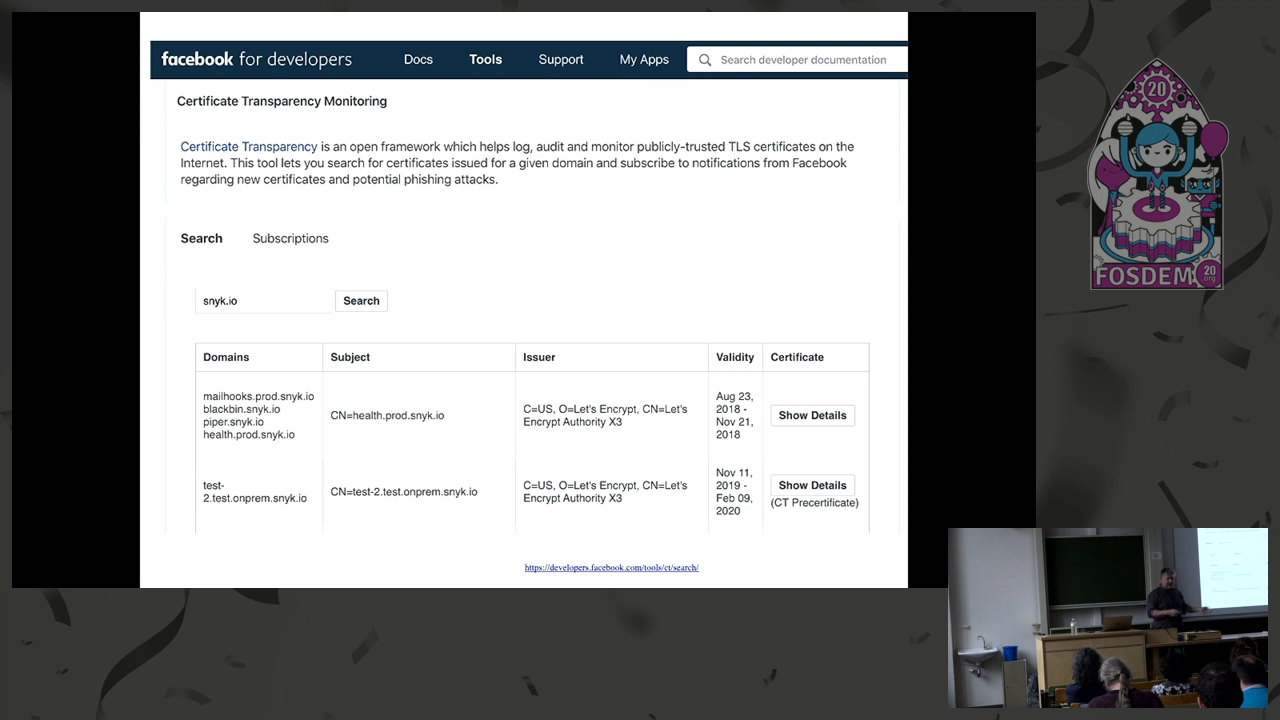 facebook for developers Docs Tools Support My Apps Search developer documentation
Certificate Transparency Monitoring
Certificate Transparency is an open framework which helps log, audit and monitor publicly-trusted TLS certificates on the
Internet. This tool lets you search for certificates issued for a given domain and subscribe to notifications from Facebook
regarding new certificates and potential phishing attacks.
Search Subscriptions
snyk.io Search
Domains Subject Issuer Validity Certificate
mailhooks.prod.snyk.io
blackbin.snyk.io
piper.snyk.io
health.prod.snyk.io
CN=health.prod.snyk.io
C=US, O=Let's Encrypt, CN=Let's
Encrypt Authority X3
Aug 23,
2018 -
Nov 21,
2018
Show Details
test-
2.test.onprem.snyk.io
CN=test-2.test.onprem.snyk.io
C=US, O=Let's Encrypt, CN=Let's
Encrypt Authority X3
Nov 11,
2019 -
Feb 09,
2020
Show Details
(CT Precertificate)
https://developers.facebook.com/tools/ct/search/
20
FOSDEM
20
.org